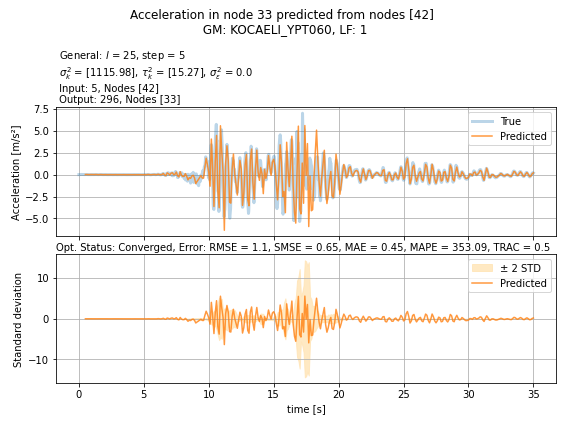 Acceleration in node 33 predicted from nodes [42]
GM: KOCAELI_YPT060, LF: 1
General: l = 25, step = 5
σ²ₖ = [1115.98], τ²ₖ = [15.27], σ²_ε = 0.0
Input: 5, Nodes [42]
Output: 296, Nodes [33]
7.5
5.0
2.5
0.0
−2.5
−5.0
Acceleration [m/s²]
True
Predicted
Opt. Status: Converged, Error: RMSE = 1.1, SMSE = 0.65, MAE = 0.45, MAPE = 353.09, TRAC = 0.5
10
0
−10
Standard deviation
± 2 STD
Predicted
0 5 10 15 20 25 30 35
time [s]